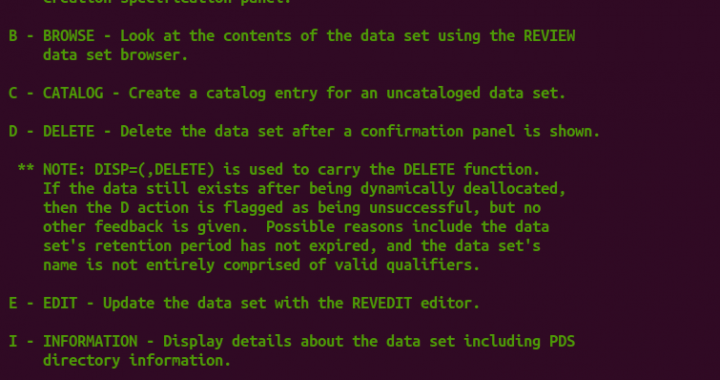 creation specification panel.
B - BROWSE - Look at the contents of the data set using the REVIEW
data set browser.
C - CATALOG - Create a catalog entry for an uncataloged data set.
D - DELETE - Delete the data set after a confirmation panel is shown.
** NOTE: DISP=(,DELETE) is used to carry the DELETE function.
If the data still exists after being dynamically deallocated,
then the D action is flagged as being unsuccessful, but no
other feedback is given.  Possible reasons include the data
set's retention period has not expired, and the data set's
name is not entirely comprised of valid qualifiers.
E - EDIT - Update the data set with the REVEDIT editor.
I - INFORMATION - Display details about the data set including PDS
directory information.